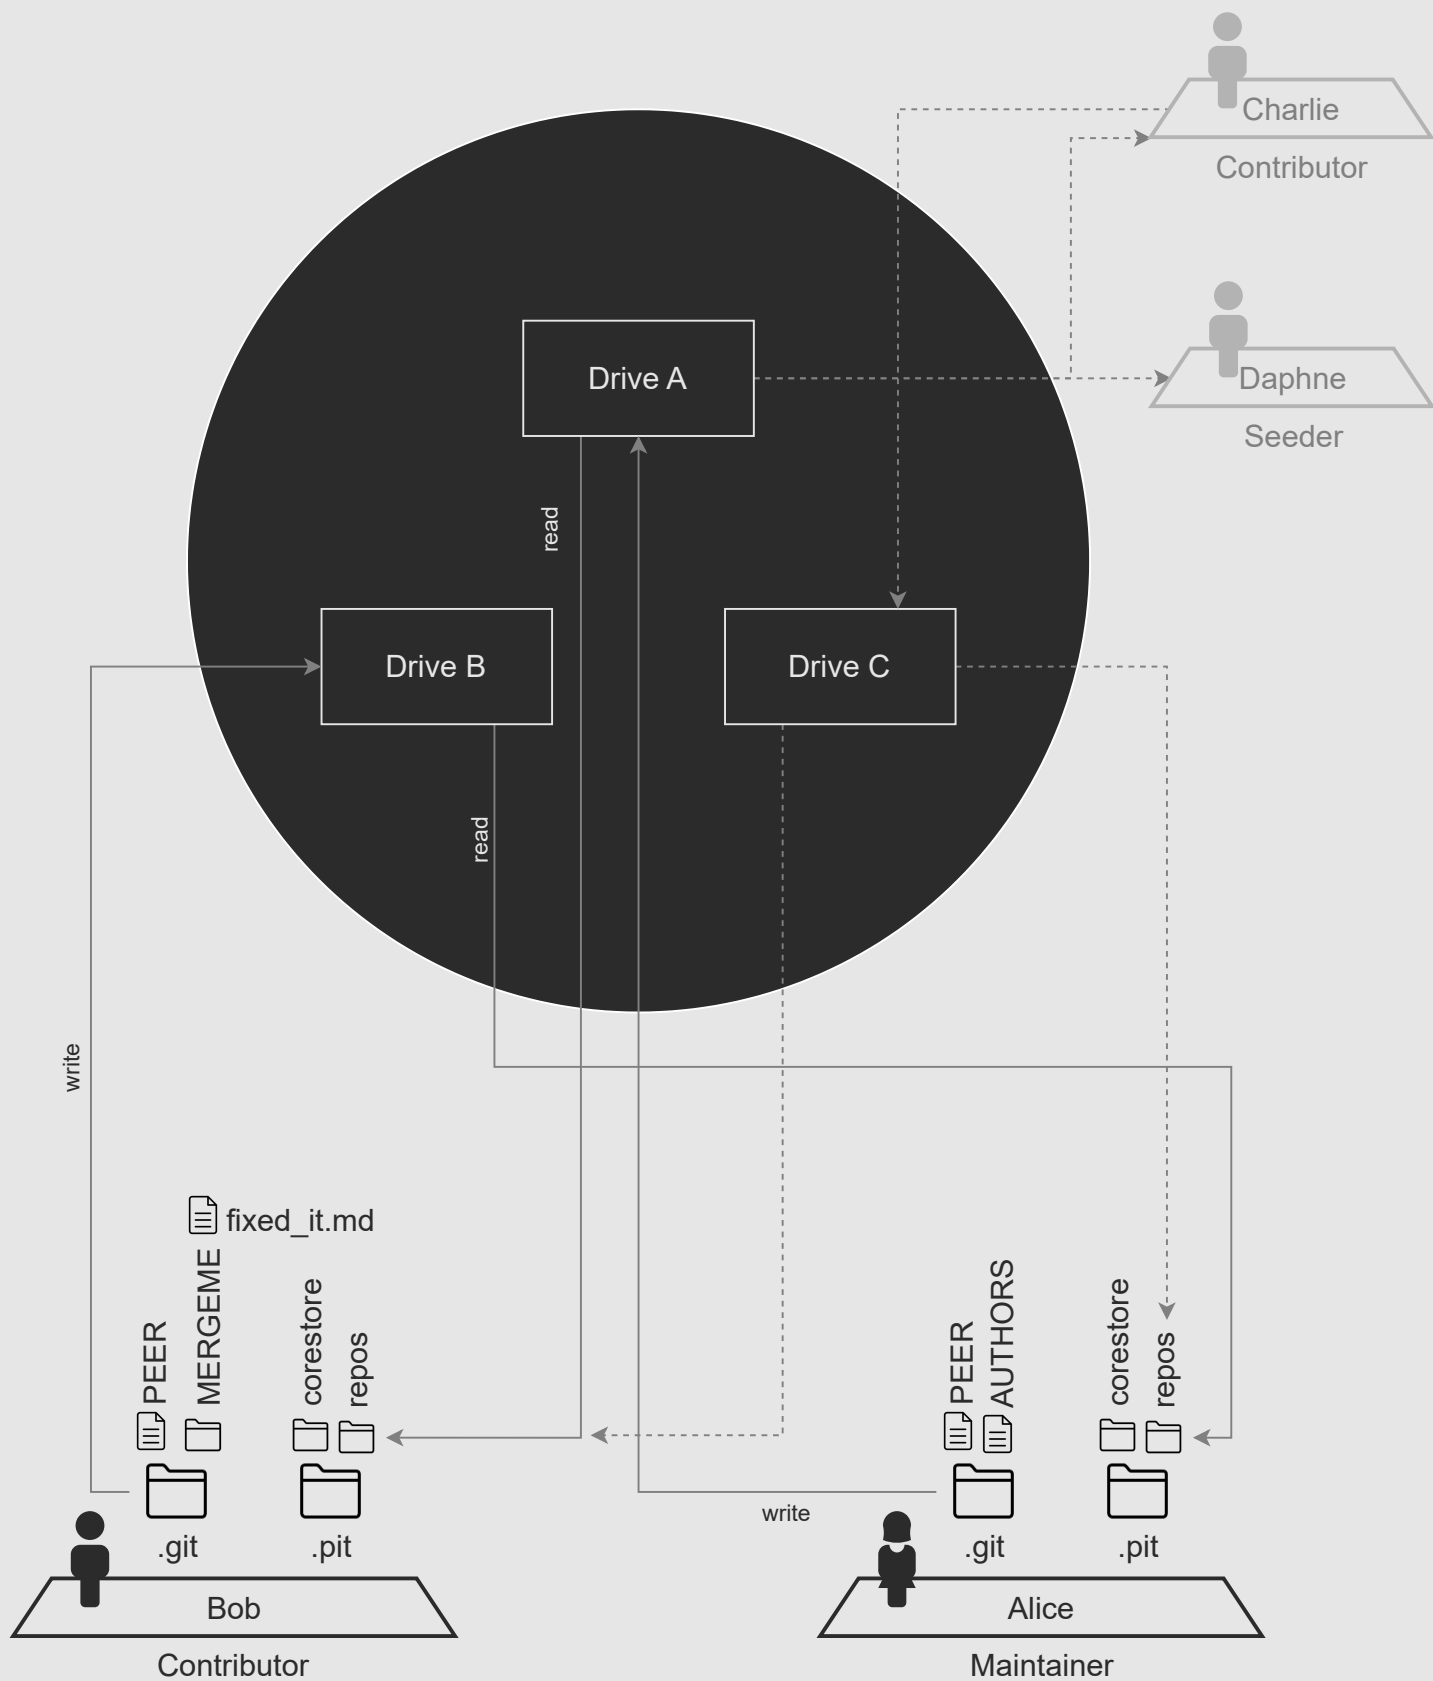 Charlie
Contributor
Daphne
Seeder
Drive A
read
Drive B
Drive C
read
write
fixed_it.md
PEER
MERGEME
corestore
repos
PEER
AUTHORS
corestore
repos
write
.git
.pit
.git
.pit
Bob
Alice
Contributor
Maintainer